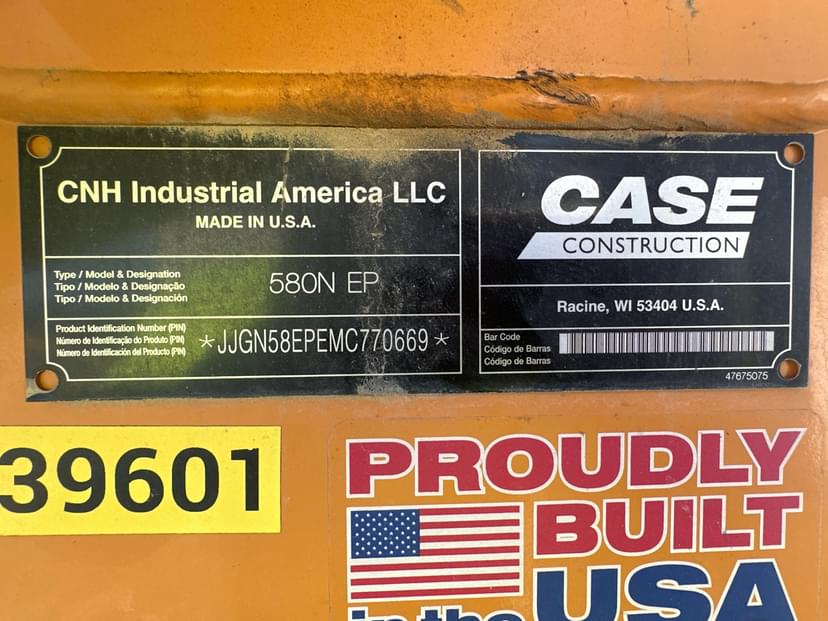 CNH Industrial America LLC
MADE IN U.S.A.
Type / Model & Designation
Tipo / Modelo & Designação
Tipo / Modelo & Designación
580N EP
Product Identification Number (PIN)
Número de Identificação do Produto (PIN)
Número de Identificación del Producto (PIN)
*JJGN58EPEMC770669*
CASE
CONSTRUCTION
Racine, WI 53404 U.S.A.
Bar Code
Código de Barras
Código de Barras
47675075
39601
PROUDLY
BUILT
in the USA